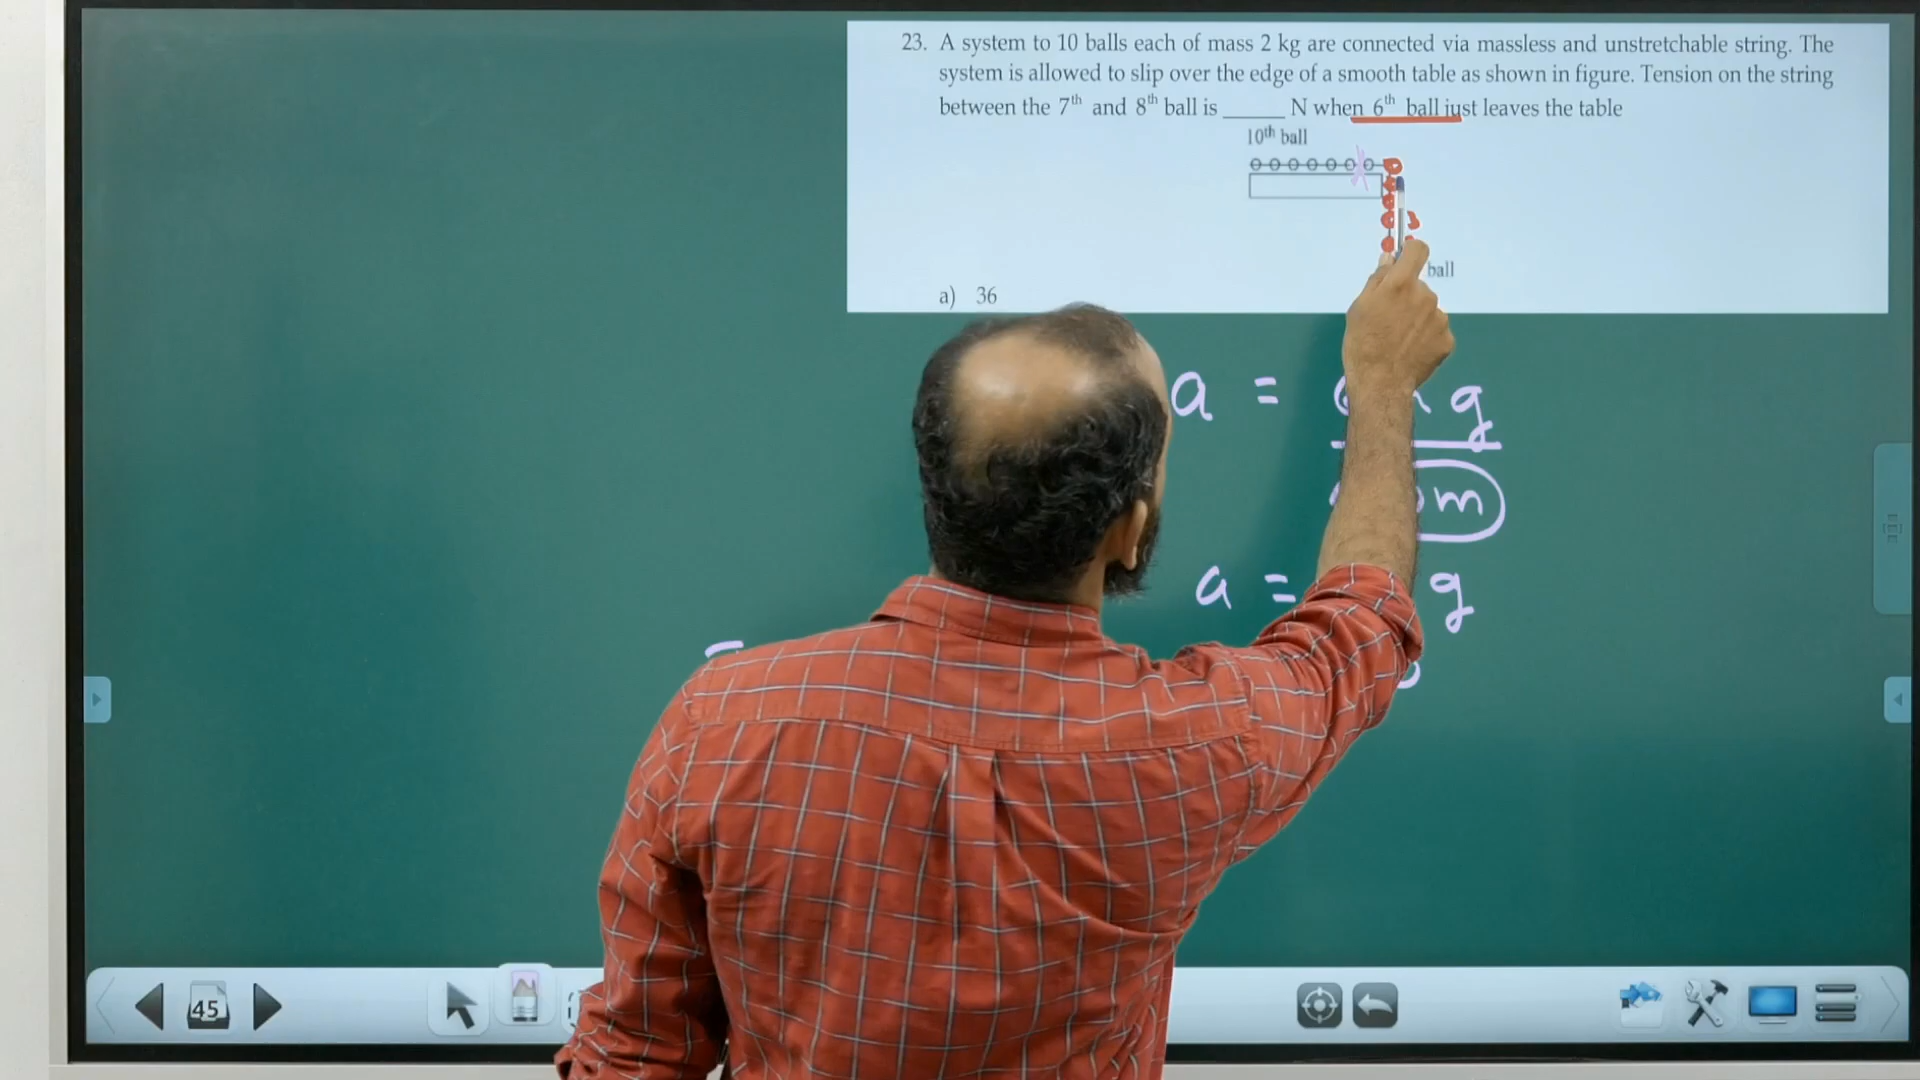 23. A system to 10 balls each of mass 2 kg are connected via massless and unstretchable string. The
system is allowed to slip over the edge of a smooth table as shown in figure. Tension on the string
between the 7th and 8th ball is ______ N when 6th ball just leaves the table
10th ball
ball
a) 36
a = g
m
a = g
45